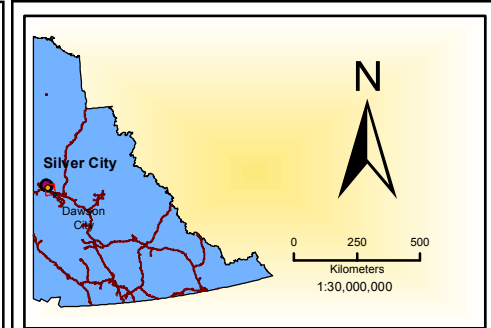 N
Silver City
Dawson
City
0 250 500
Kilometers
1:30,000,000